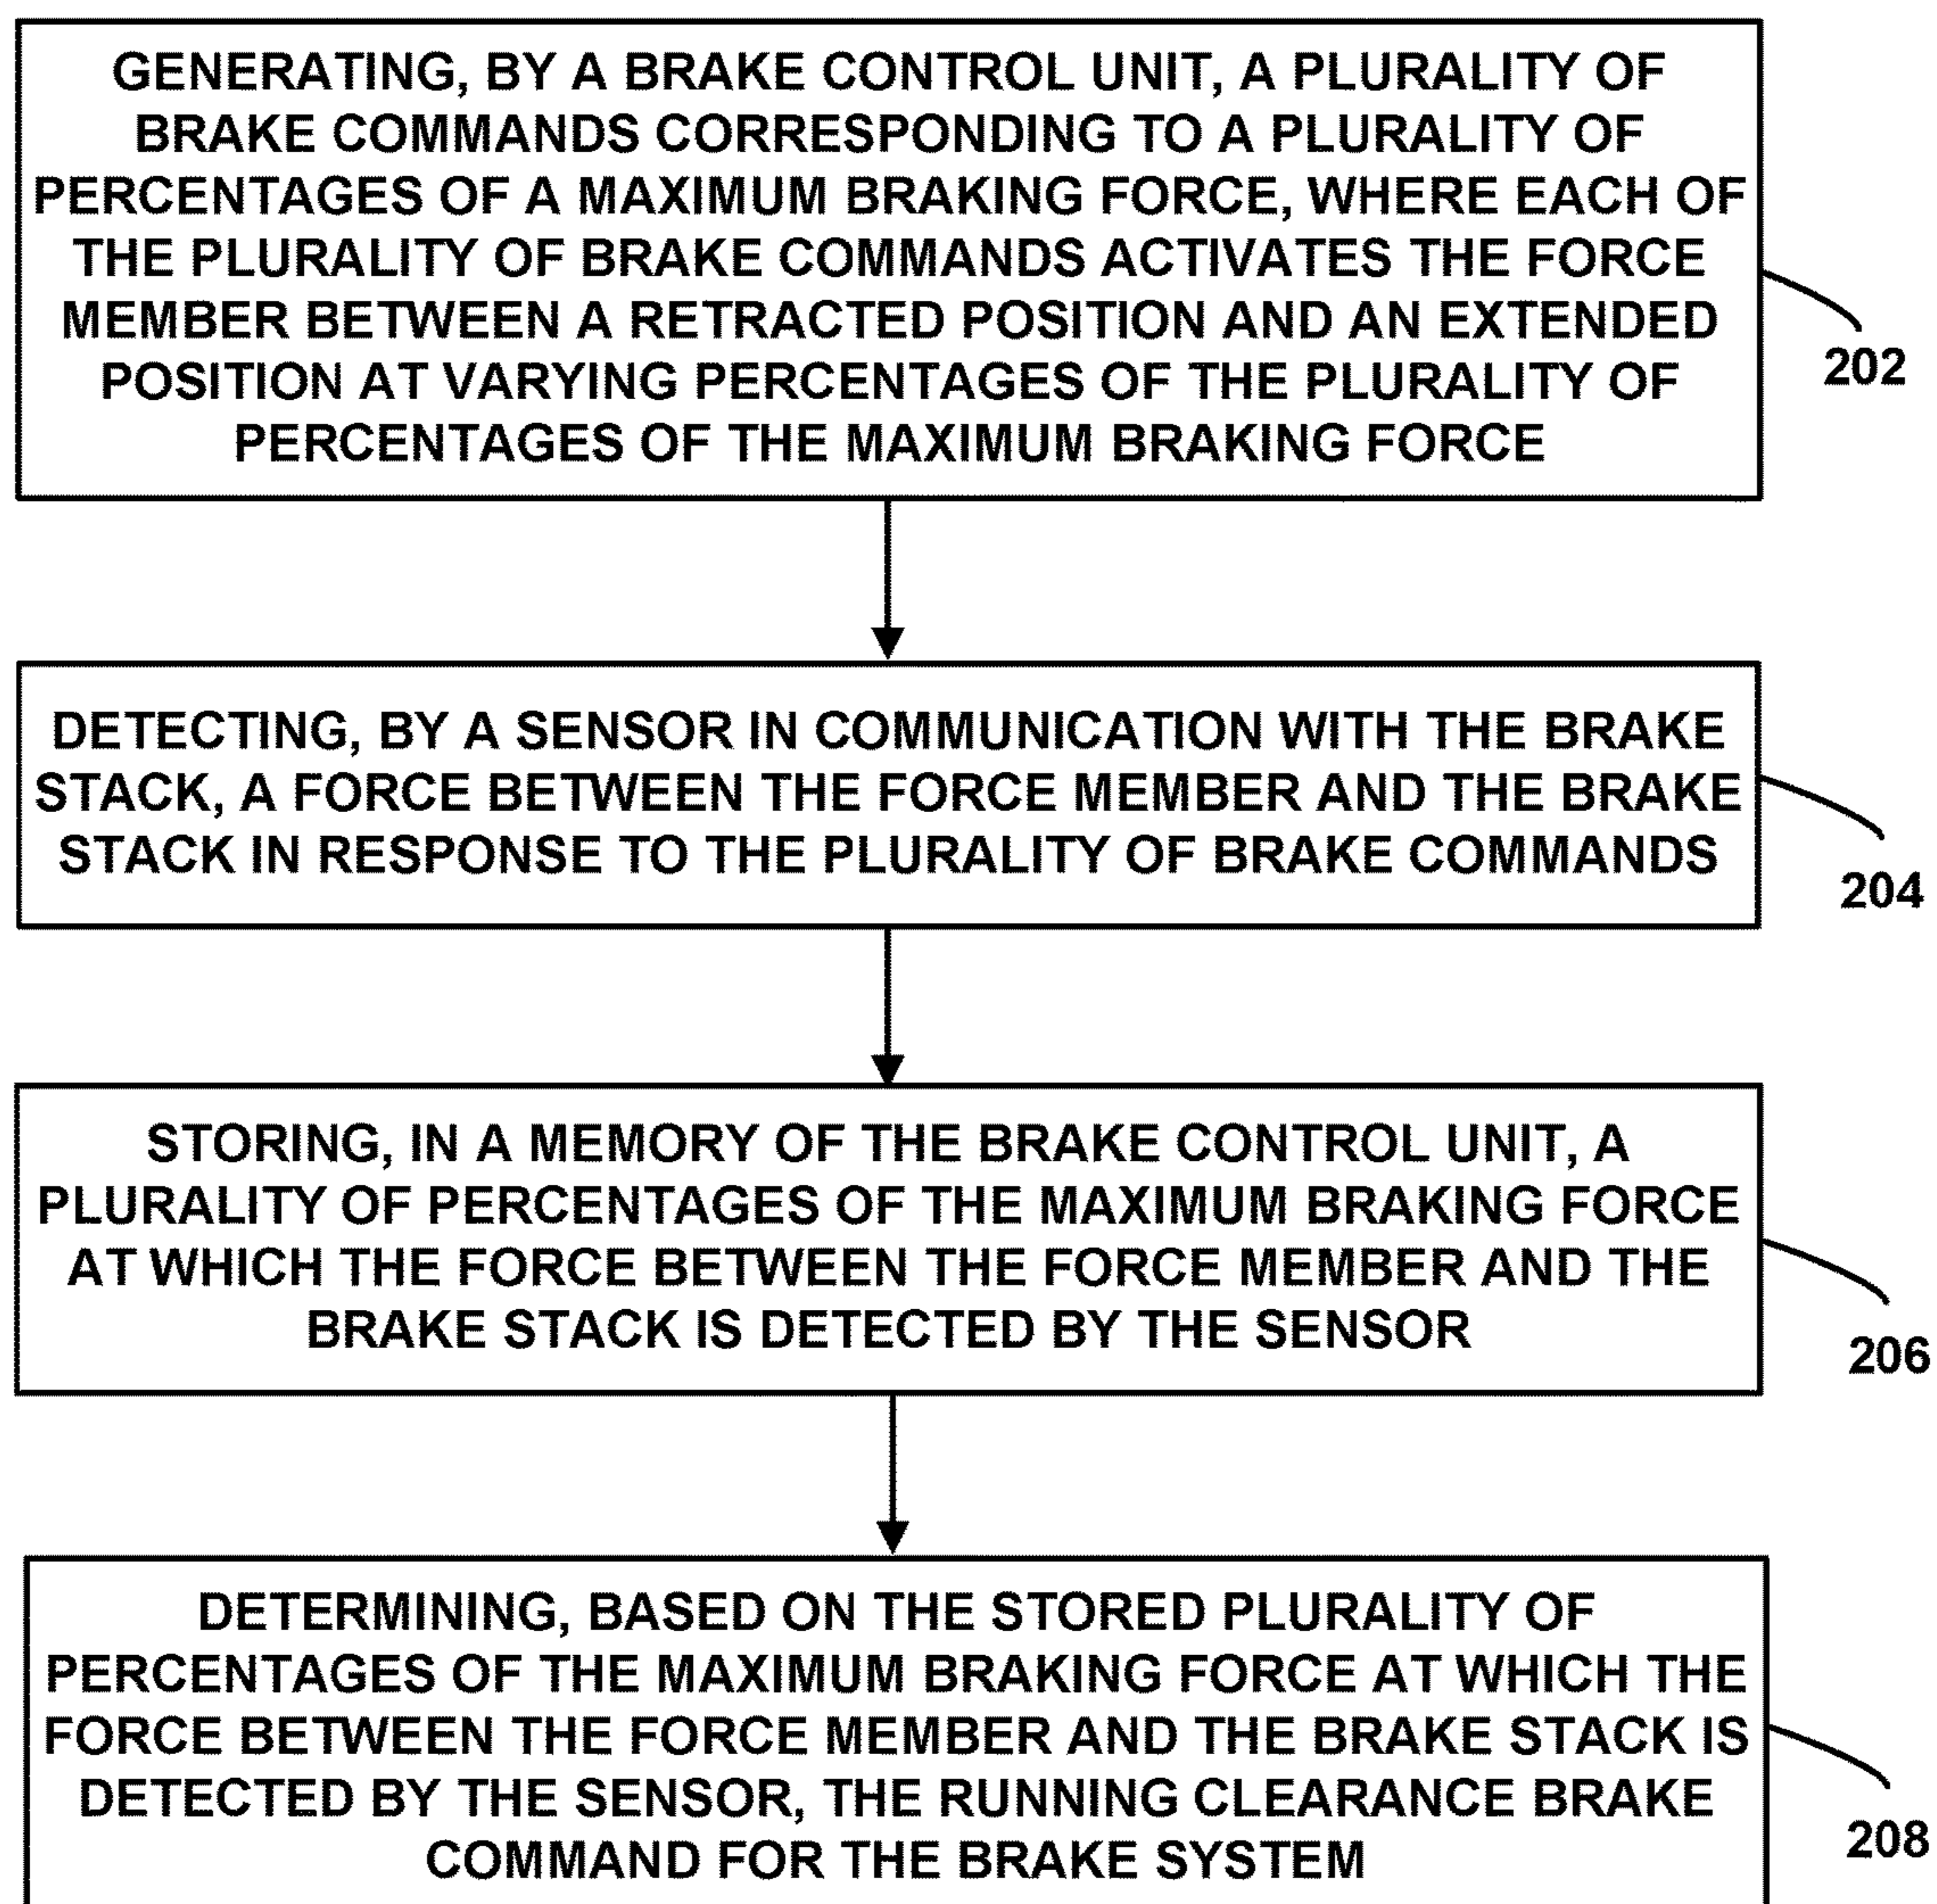 GENERATING, BY A BRAKE CONTROL UNIT, A PLURALITY OF
BRAKE COMMANDS CORRESPONDING TO A PLURALITY OF
PERCENTAGES OF A MAXIMUM BRAKING FORCE, WHERE EACH OF
THE PLURALITY OF BRAKE COMMANDS ACTIVATES THE FORCE
MEMBER BETWEEN A RETRACTED POSITION AND AN EXTENDED
POSITION AT VARYING PERCENTAGES OF THE PLURALITY OF
PERCENTAGES OF THE MAXIMUM BRAKING FORCE
202
DETECTING, BY A SENSOR IN COMMUNICATION WITH THE BRAKE
STACK, A FORCE BETWEEN THE FORCE MEMBER AND THE BRAKE
STACK IN RESPONSE TO THE PLURALITY OF BRAKE COMMANDS
204
STORING, IN A MEMORY OF THE BRAKE CONTROL UNIT, A
PLURALITY OF PERCENTAGES OF THE MAXIMUM BRAKING FORCE
AT WHICH THE FORCE BETWEEN THE FORCE MEMBER AND THE
BRAKE STACK IS DETECTED BY THE SENSOR
206
DETERMINING, BASED ON THE STORED PLURALITY OF
PERCENTAGES OF THE MAXIMUM BRAKING FORCE AT WHICH THE
FORCE BETWEEN THE FORCE MEMBER AND THE BRAKE STACK IS
DETECTED BY THE SENSOR, THE RUNNING CLEARANCE BRAKE
COMMAND FOR THE BRAKE SYSTEM
208